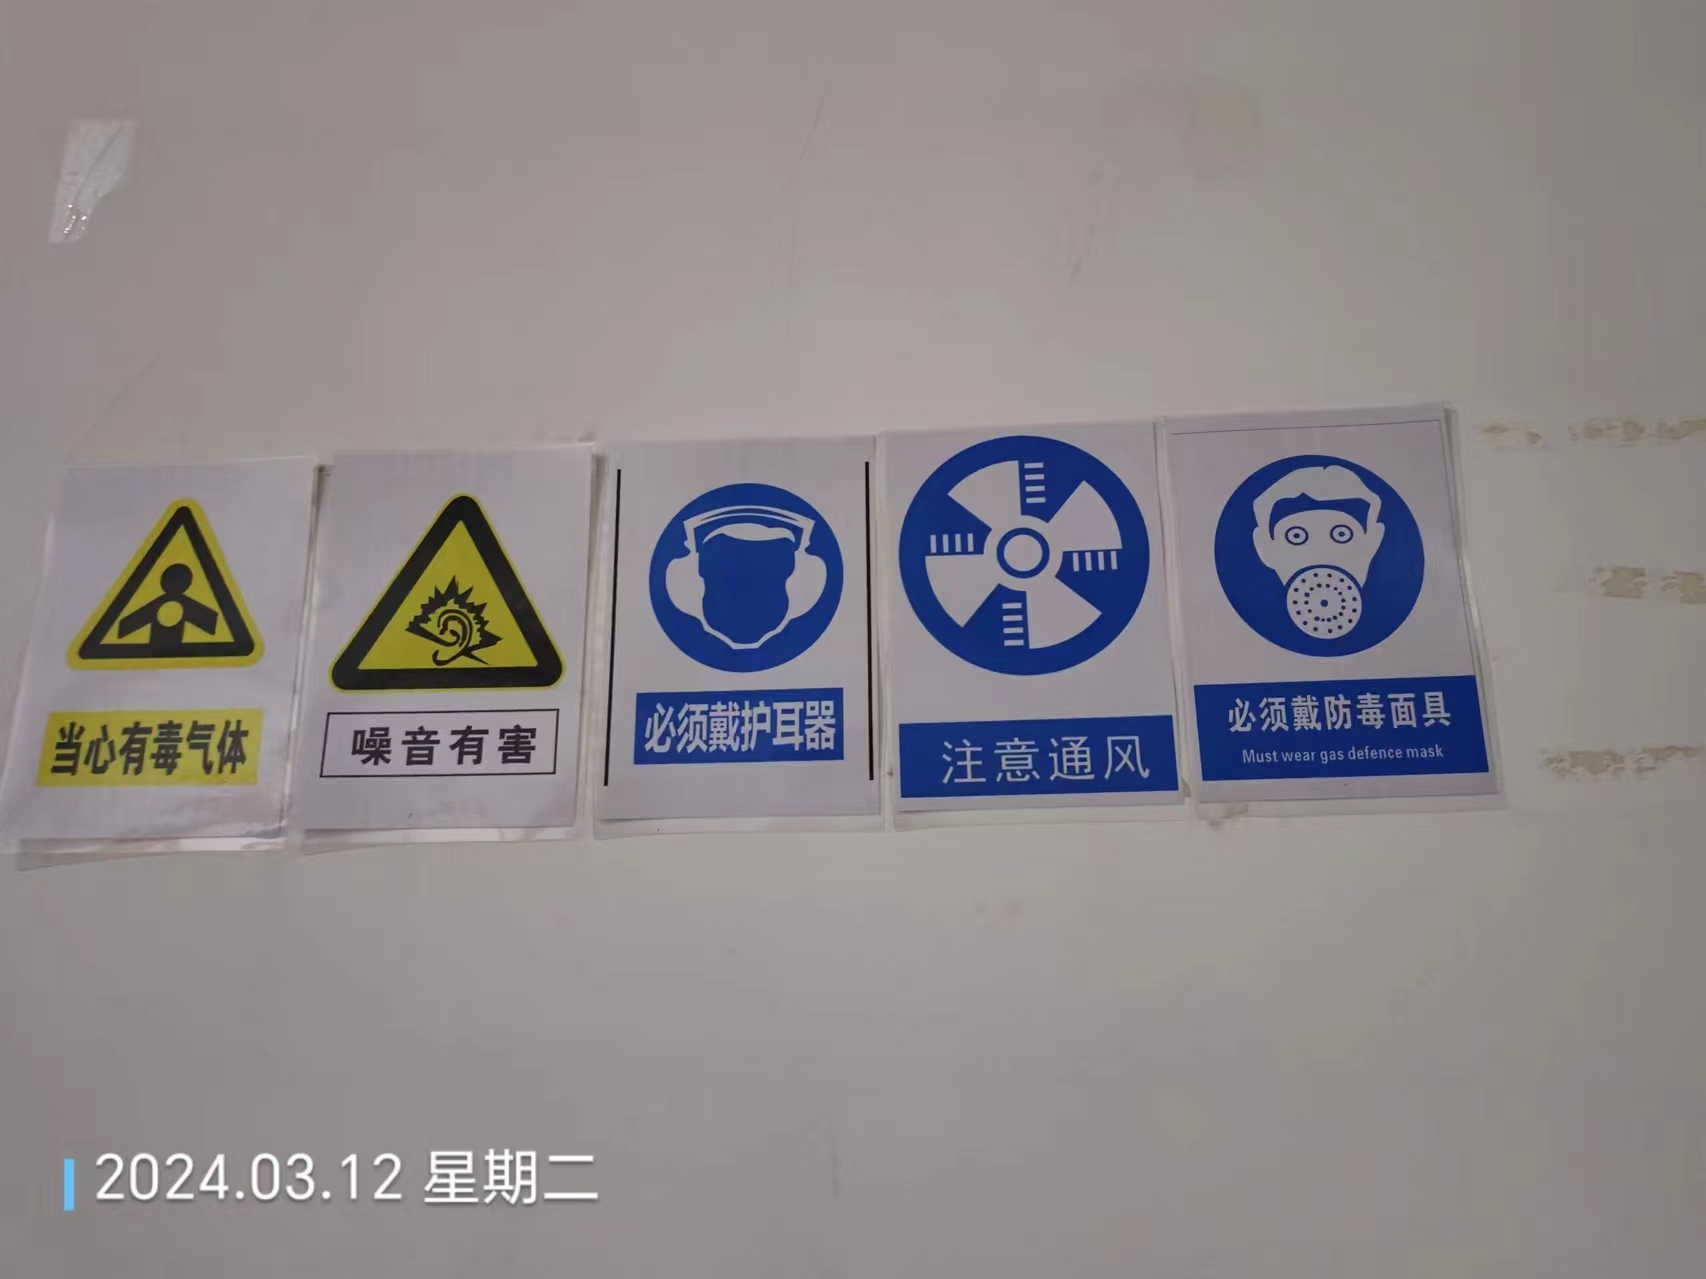 当心有毒气体
噪音有害
必须戴护耳器
注意通风
必须戴防毒面具
Must wear gas defence mask
2024.03.12 星期二